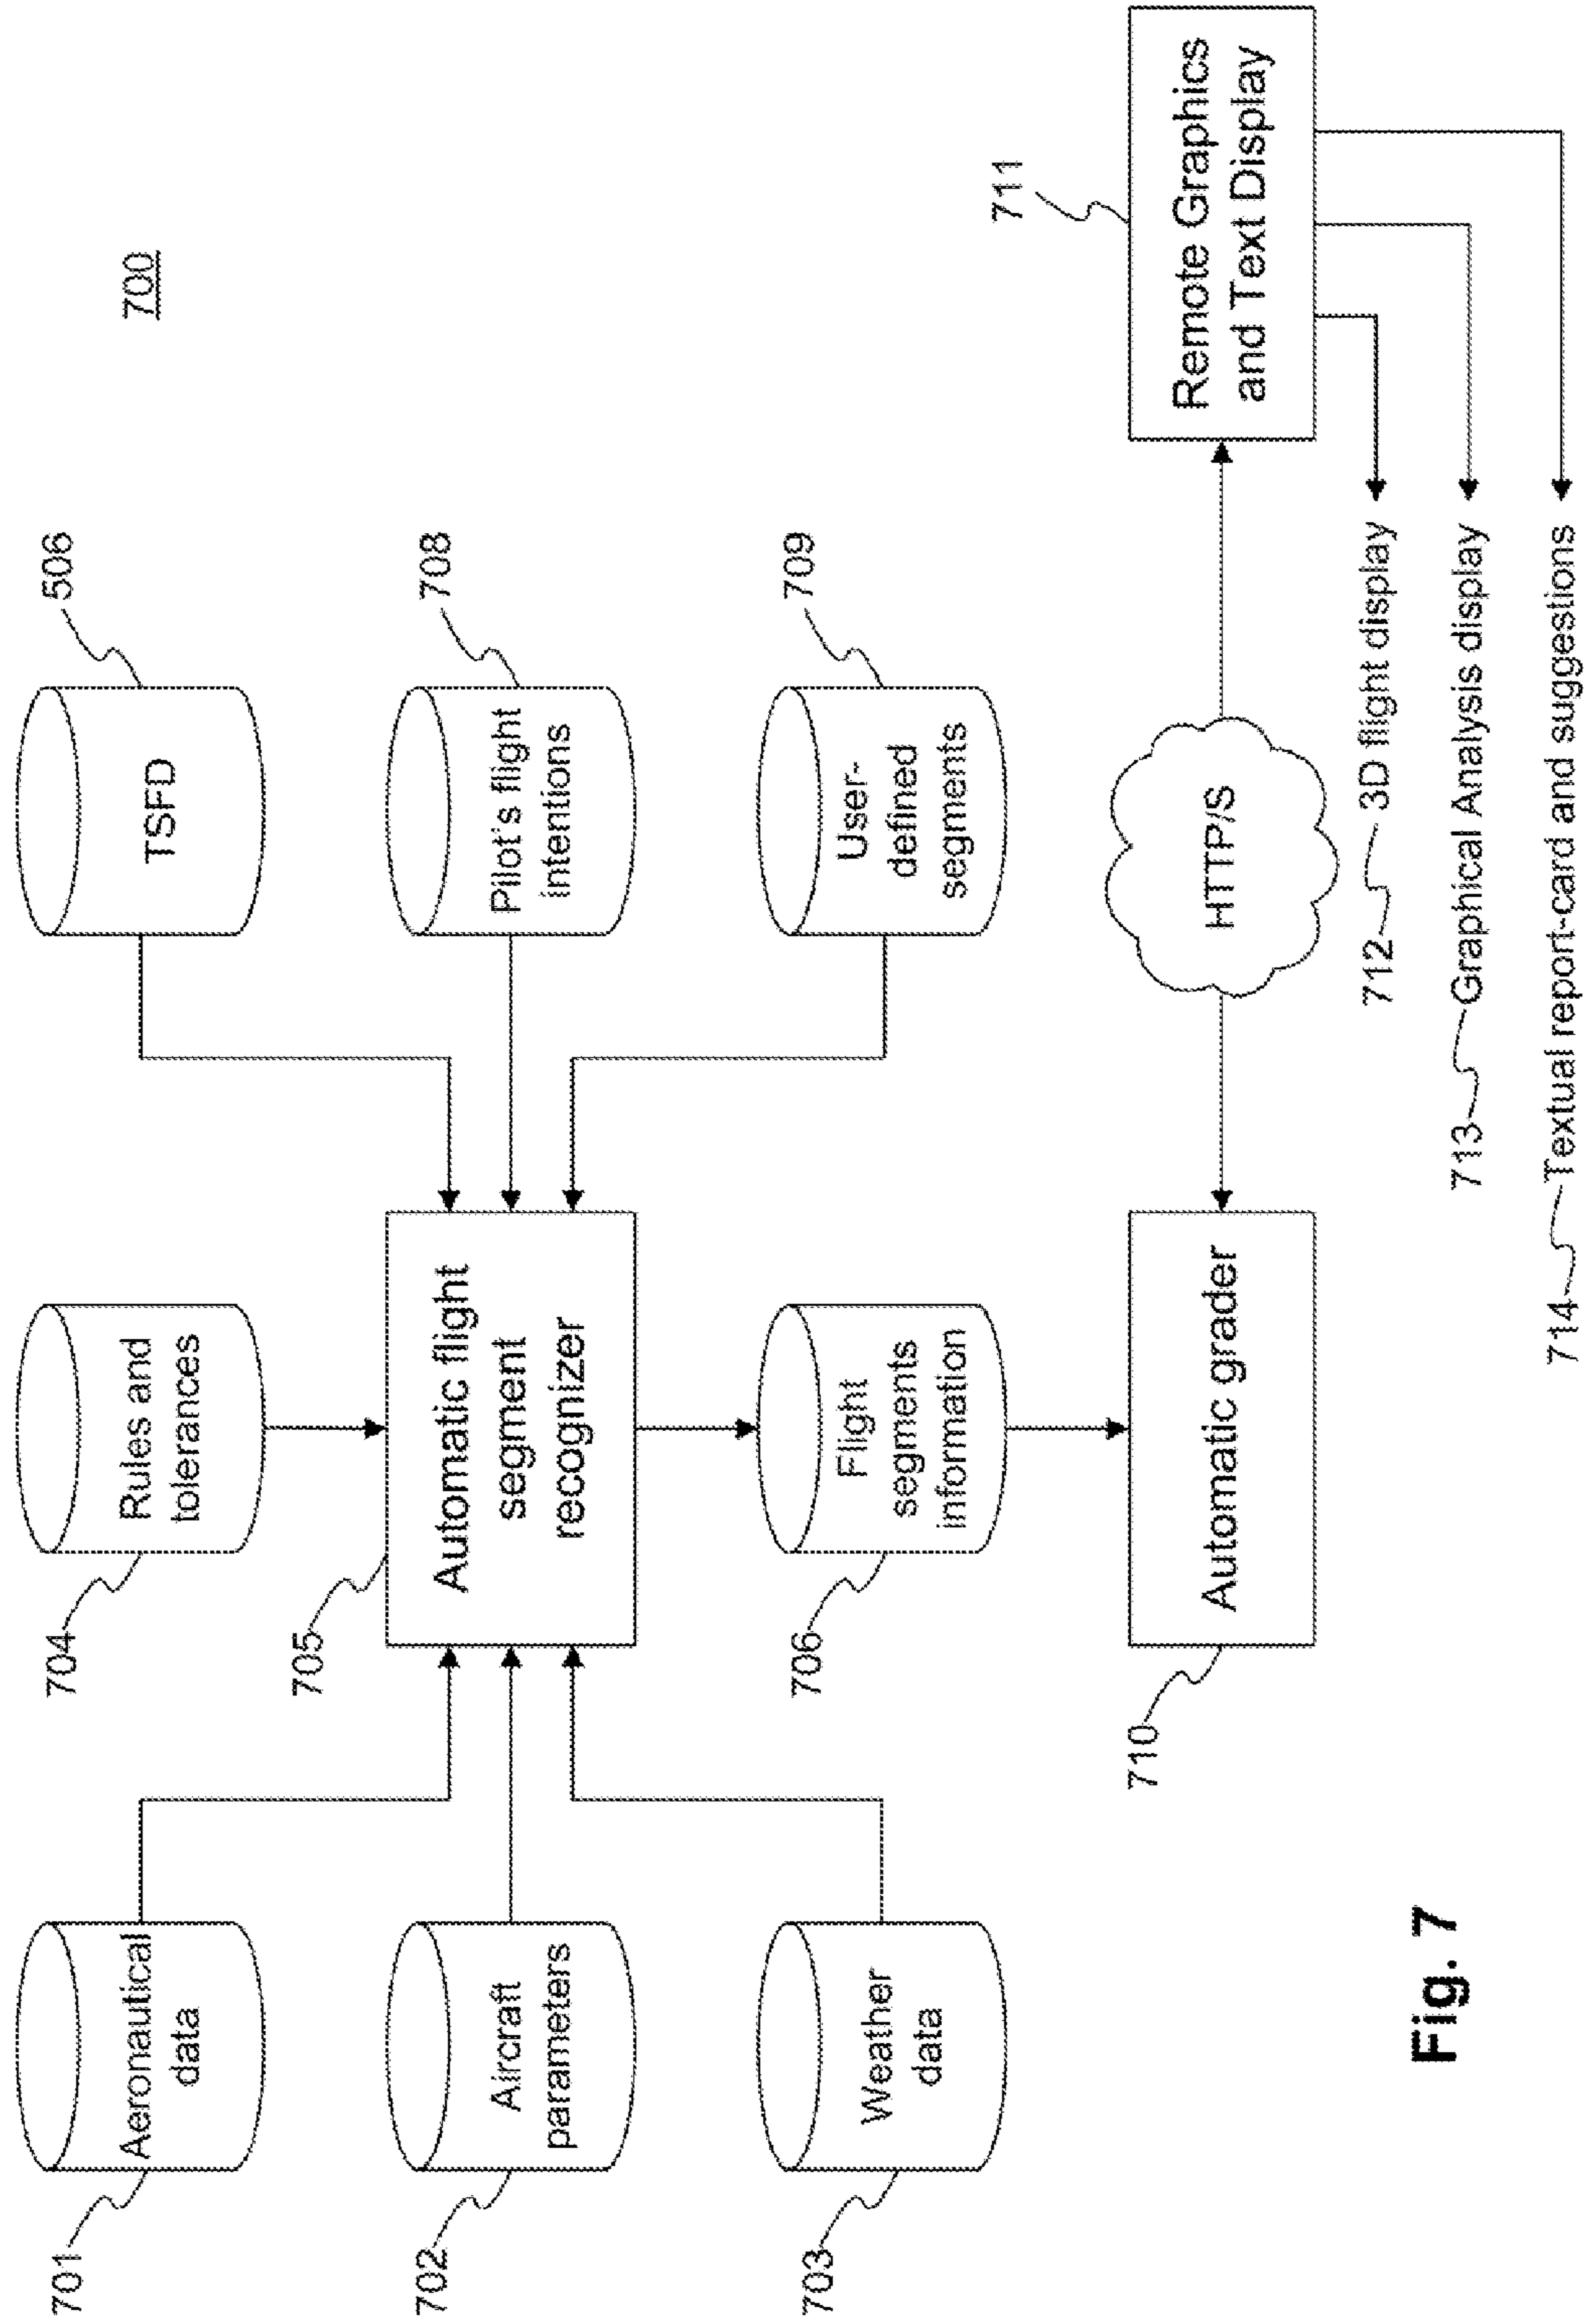 700
701
Aeronautical
data
704
Rules and
tolerances
506
TSFD
702
Aircraft
parameters
705
Automatic flight
segment
recognizer
708
Pilot's flight
intentions
703
Weather
data
706
Flight
segments
information
709
User-
defined
segments
710
Automatic grader
HTTP/S
711
Remote Graphics
and Text Display
712 3D flight display
713 Graphical Analysis display
714 Textual report-card and suggestions
Fig. 7